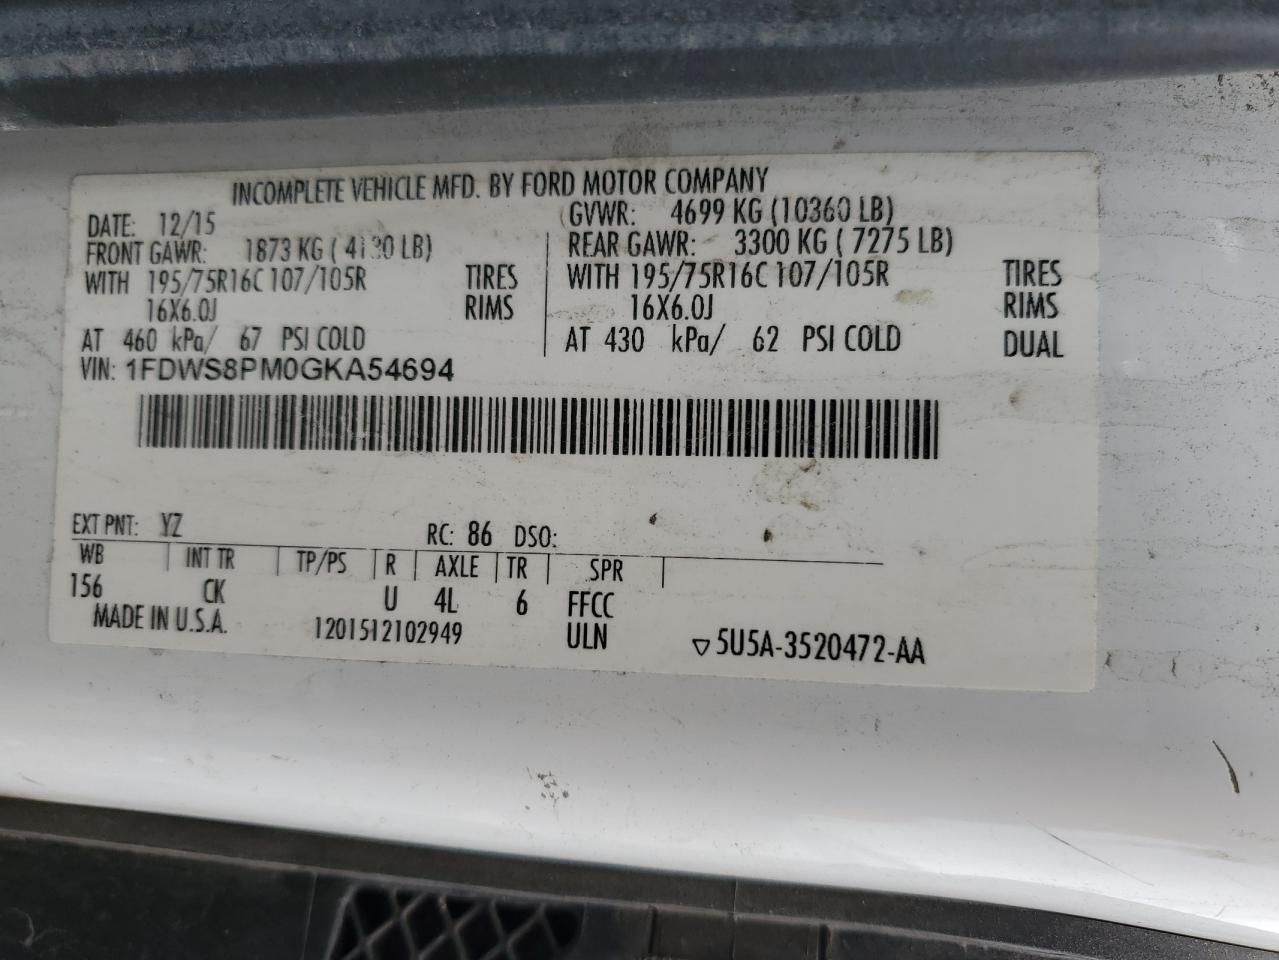 INCOMPLETE VEHICLE MFD. BY FORD MOTOR COMPANY
DATE: 12/15 GVWR: 4699 KG (10360 LB)
FRONT GAWR: 1873 KG ( LB) REAR GAWR: 3300 KG ( 7275 LB)
WITH 195/75R16C 107/105R TIRES WITH 195/75R16C 107/105R TIRES
16X6.0J RIMS 16X6.0J RIMS
AT 460 kPa/ 67 PSI COLD AT 430 kPa/ 62 PSI COLD DUAL
VIN: 1FDWS8PM0GKA54694
EXT PNT: YZ RC: 86 DSO:
WB INT TR TP/PS R AXLE TR SPR
156 CK U 4L 6 FFCC
MADE IN U.S.A. 1201512102949 ULN ▽5U5A-3520472-AA